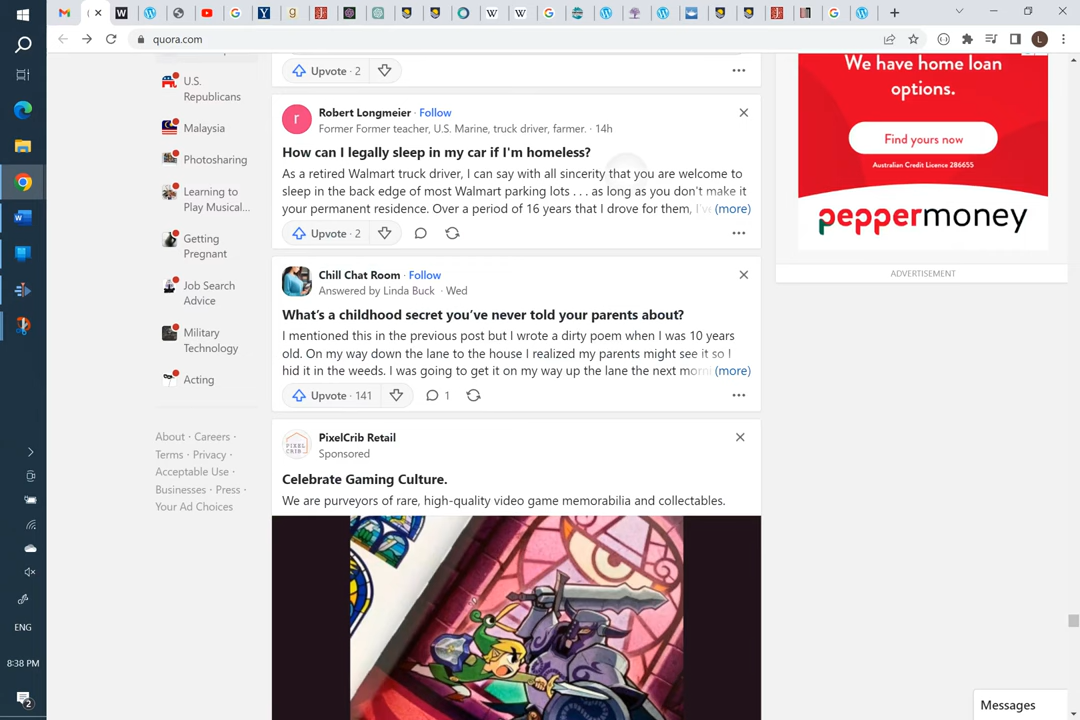 quora.com
U.S.
Republicans
Malaysia
Photosharing
Learning to
Play Musical...
Getting
Pregnant
Job Search
Advice
Military
Technology
Acting
About · Careers ·
Terms · Privacy ·
Acceptable Use ·
Businesses · Press ·
Your Ad Choices
Upvote · 2
Robert Longmeier · Follow
Former Former teacher, U.S. Marine, truck driver, farmer. · 14h
How can I legally sleep in my car if I'm homeless?
As a retired Walmart truck driver, I can say with all sincerity that you are welcome to
sleep in the back edge of most Walmart parking lots . . . as long as you don't make it
your permanent residence. Over a period of 16 years that I drove for them, (more)
Upvote · 2
Chill Chat Room · Follow
Answered by Linda Buck · Wed
What's a childhood secret you've never told your parents about?
I mentioned this in the previous post but I wrote a dirty poem when I was 10 years
old. On my way down the lane to the house I realized my parents might see it so I
hid it in the weeds. I was going to get it on my way up the lane the next (more)
Upvote · 141
1
PIXEL
CRIB
PixelCrib Retail
Sponsored
Celebrate Gaming Culture.
We are purveyors of rare, high-quality video game memorabilia and collectables.
We have home loan
options.
Find yours now
Australian Credit Licence 286655
peppermoney
ADVERTISEMENT
Messages
ENG
8:38 PM
2
L
r